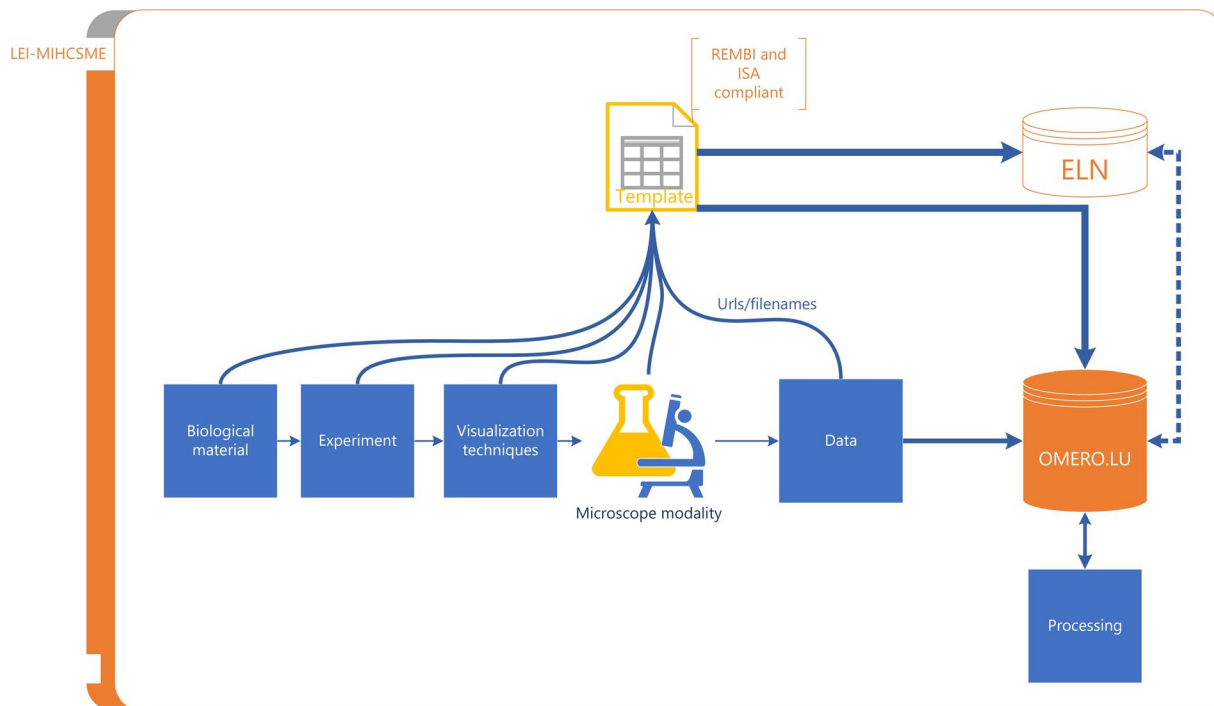 LEI-MIHCSME
REMBI and
ISA
compliant
Template
ELN
Urls/filenames
Biological
material
Experiment
Visualization
techniques
Microscope modality
Data
OMERO.LU
Processing